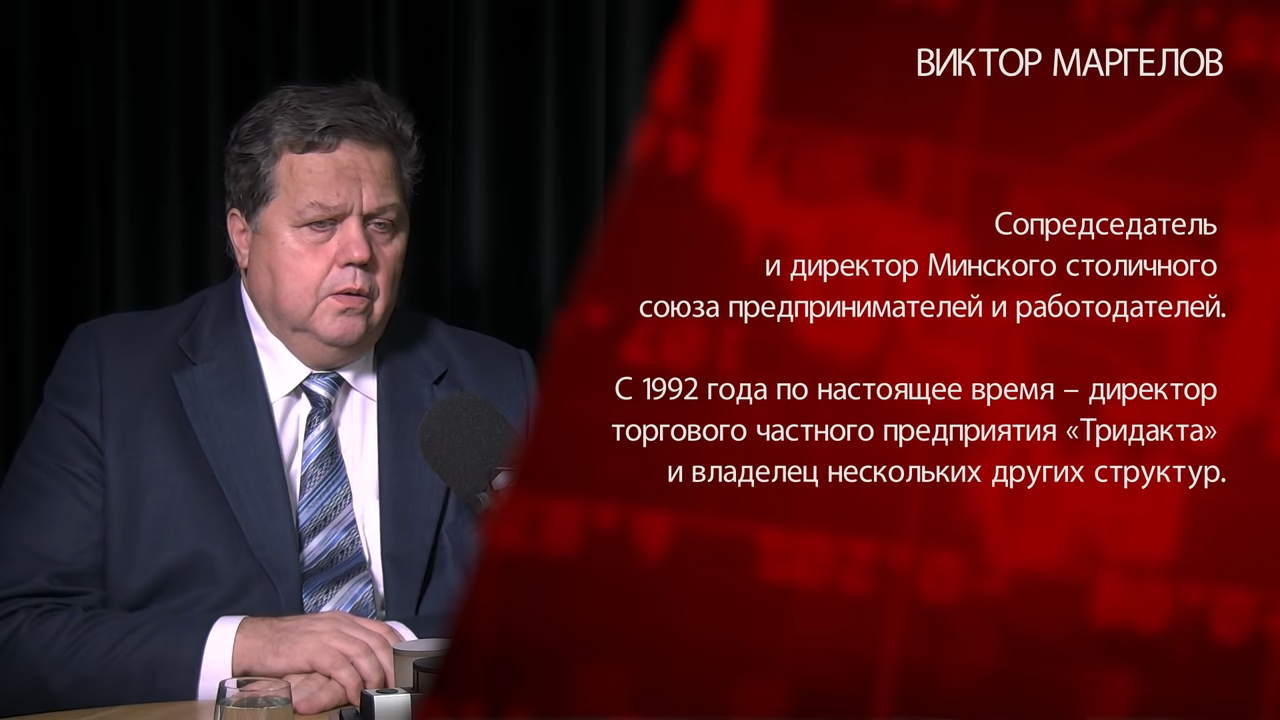 ВИКТОР МАРГЕЛОВ
Сопредседатель
и директор Минского столичного
союза предпринимателей и работодателей.
С 1992 года по настоящее время – директор
торгового частного предприятия «Тридакта»
и владелец нескольких других структур.